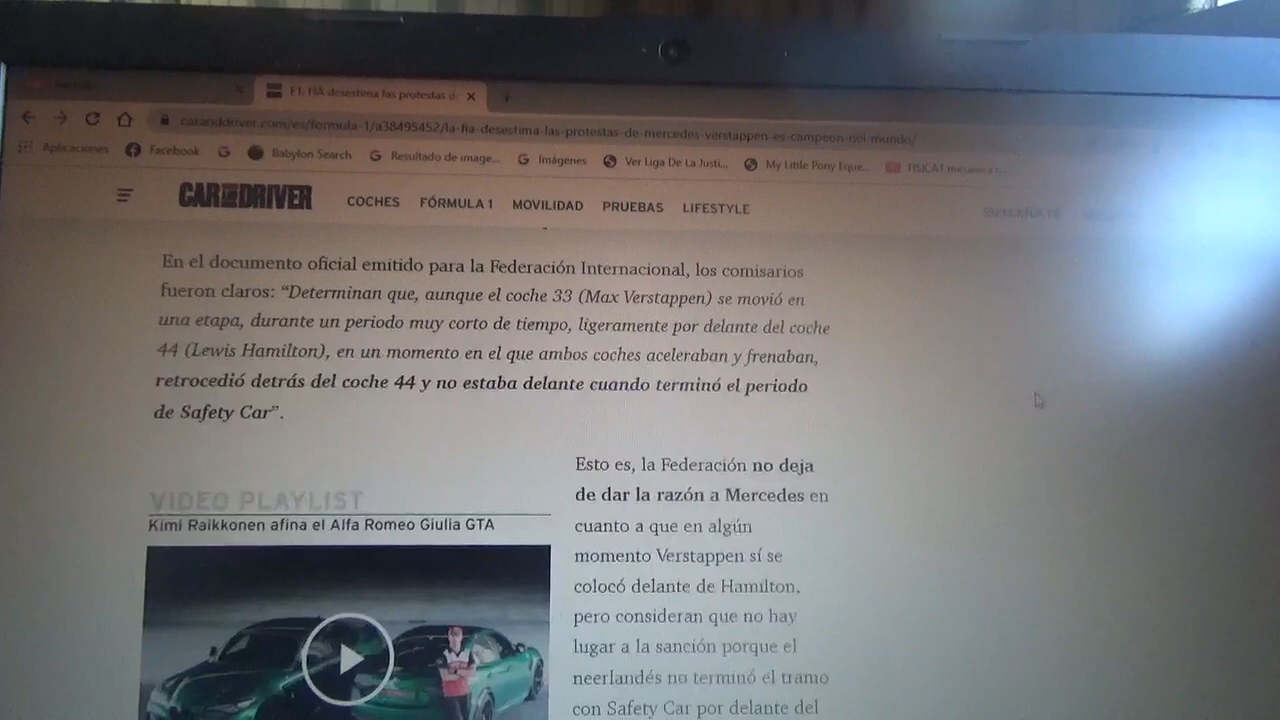 F1: FIA desestima las protestas d
caranddriver.com/es/formula-1/a38495452/la-fia-desestima-las-protestas-de-mercedes-verstappen-es-campeon-del-mundo/
Aplicaciones
Facebook
Babylon Search
Resultado de image...
Imágenes
Ver Liga De La Justi...
My Little Pony Eque...
CAR AND DRIVER
COCHES
FÓRMULA 1
MOVILIDAD
PRUEBAS
LIFESTYLE
En el documento oficial emitido para la Federación Internacional, los comisarios
fueron claros: “Determinan que, aunque el coche 33 (Max Verstappen) se movió en
una etapa, durante un periodo muy corto de tiempo, ligeramente por delante del coche
44 (Lewis Hamilton), en un momento en el que ambos coches aceleraban y frenaban,
retrocedió detrás del coche 44 y no estaba delante cuando terminó el periodo
de Safety Car”.
VIDEO PLAYLIST
Kimi Raikkonen afina el Alfa Romeo Giulia GTA
Esto es, la Federación no deja
de dar la razón a Mercedes en
cuanto a que en algún
momento Verstappen sí se
colocó delante de Hamilton,
pero consideran que no hay
lugar a la sanción porque el
neerlandés no terminó el tramo
con Safety Car por delante del